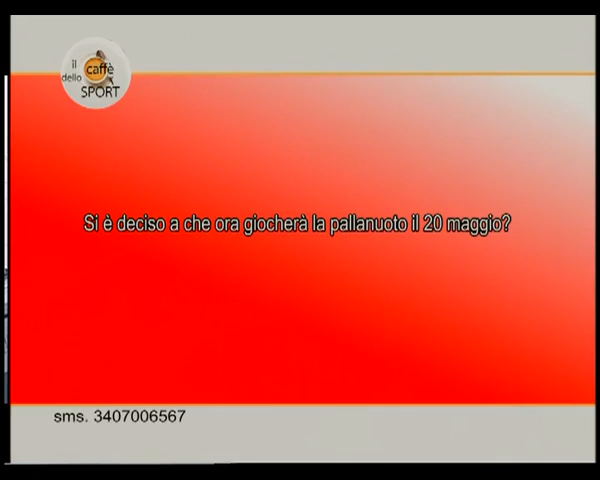 il caffè
dello
SPORT
Si è deciso a che ora giocherà la pallanuoto il 20 maggio?
sms. 3407006567